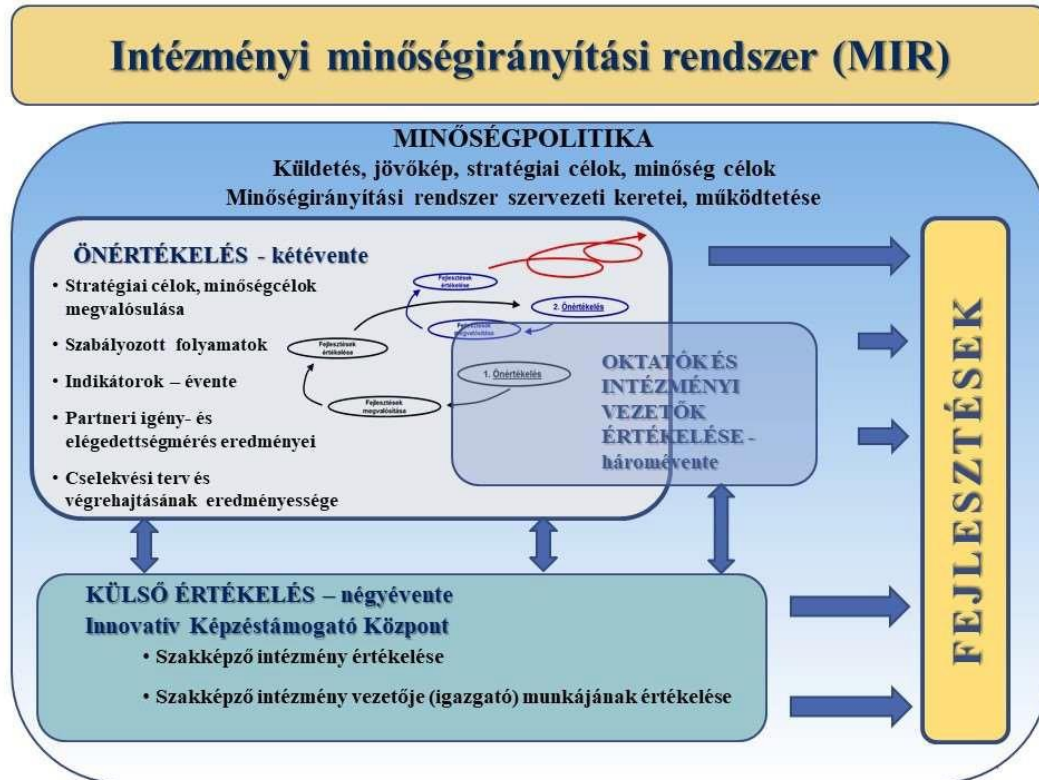 Intézményi minőségirányítási rendszer (MIR)
MINŐSÉGPOLITIKA
Küldetés, jövőkép, stratégiai célok, minőség célok
Minőségirányítási rendszer szervezeti keretei, működtetése
ÖNÉRTÉKELÉS - kétévente
• Stratégiai célok, minőségcélok
megvalósulása
• Szabályozott folyamatok
• Indikátorok – évente
• Partneri igény- és
elégedettségmérés eredményei
• Cselekvési terv és
végrehajtásának eredményessége
Fejlesztések
értékelése
2. Önértékelés
Fejlesztések
megvalósítása
Fejlesztések
értékelése
1. Önértékelés
Fejlesztések
megvalósítása
OKTATÓK ÉS
INTÉZMÉNYI
VEZETŐK
ÉRTÉKELÉSE -
háromévente
KÜLSŐ ÉRTÉKELÉS – négyévente
Innovatív Képzéstámogató Központ
• Szakképző intézmény értékelése
• Szakképző intézmény vezetője (igazgató) munkájának értékelése
FEJLESZTÉSEK